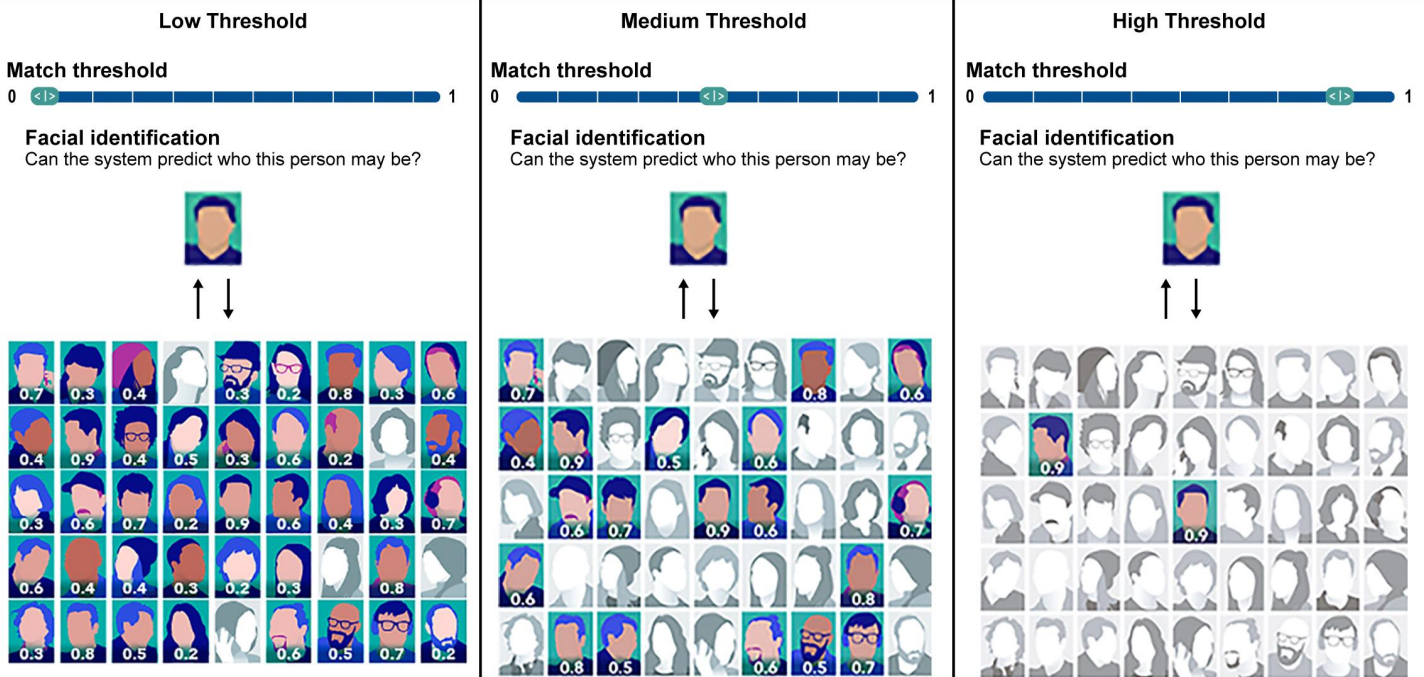 Low Threshold
Match threshold
0 <|> 1
Facial identification
Can the system predict who this person may be?
0.7 0.3 0.4 0.3 0.2 0.8 0.3 0.6
0.4 0.9 0.4 0.5 0.3 0.6 0.2 0.4
0.3 0.6 0.7 0.2 0.9 0.6 0.4 0.3 0.7
0.6 0.4 0.4 0.3 0.2 0.3 0.8
0.3 0.8 0.5 0.2 0.6 0.5 0.7 0.2
Medium Threshold
Match threshold
0 <|> 1
Facial identification
Can the system predict who this person may be?
0.7 0.8 0.6
0.4 0.9 0.5 0.6
0.6 0.7 0.9 0.6 0.7
0.6 0.8
0.8 0.5 0.6 0.5 0.7
High Threshold
Match threshold
0 <|> 1
Facial identification
Can the system predict who this person may be?
0.9
0.9